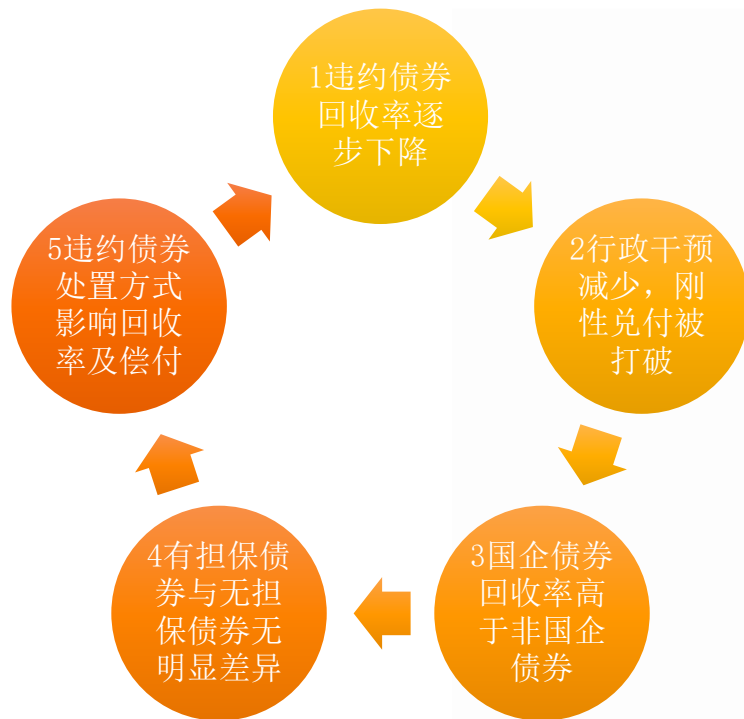 1违约债券
回收率逐
步下降
2行政干预
减少，刚
性兑付被
打破
3国企债券
回收率高
于非国企
债券
4有担保债
券与无担
保债券无
明显差异
5违约债券
处置方式
影响回收
率及偿付